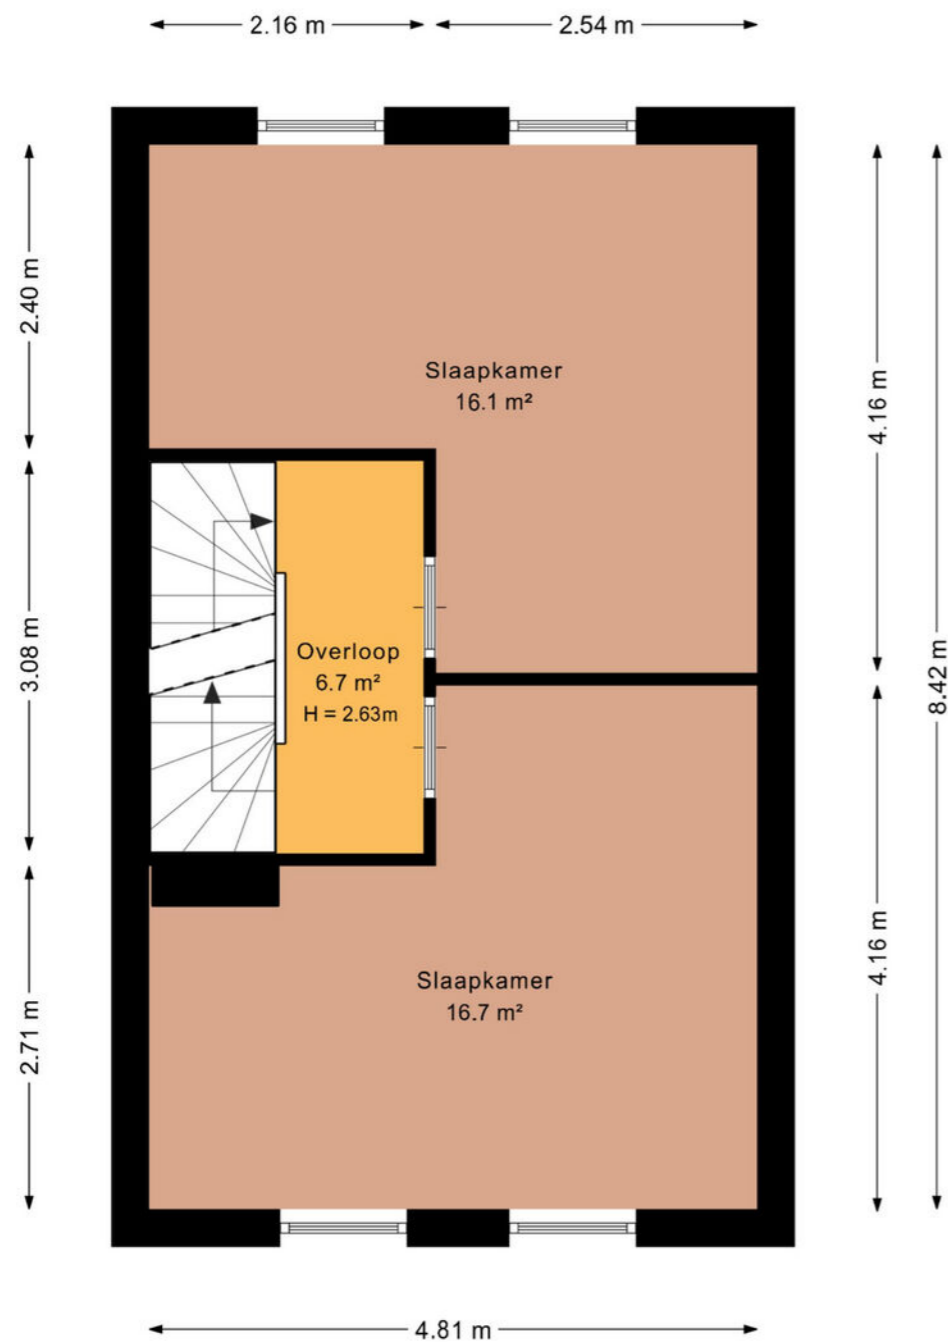 2.16 m
2.54 m
2.40 m
3.08 m
2.71 m
Slaapkamer
16.1 m²
Overloop
6.7 m²
H = 2.63m
Slaapkamer
16.7 m²
4.16 m
4.16 m
8.42 m
4.81 m